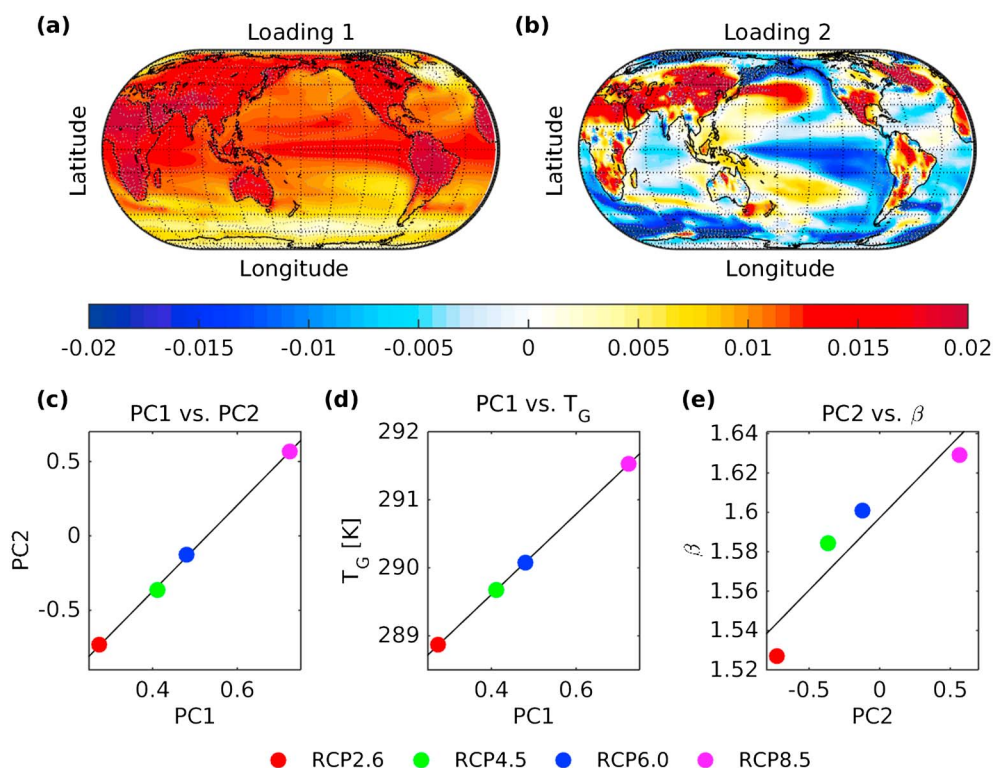 (a)
Loading 1
Latitude
Longitude
(b)
Loading 2
Latitude
Longitude
-0.02 -0.015 -0.01 -0.005 0 0.005 0.01 0.015 0.02
(c)
PC1 vs. PC2
PC2
0.5
0
-0.5
0.4 0.6
PC1
(d)
PC1 vs. T_G
T_G [K]
292
291
290
289
0.4 0.6
PC1
(e)
PC2 vs. β
β
1.64
1.62
1.6
1.58
1.56
1.54
1.52
-0.5 0 0.5
PC2
RCP2.6 RCP4.5 RCP6.0 RCP8.5